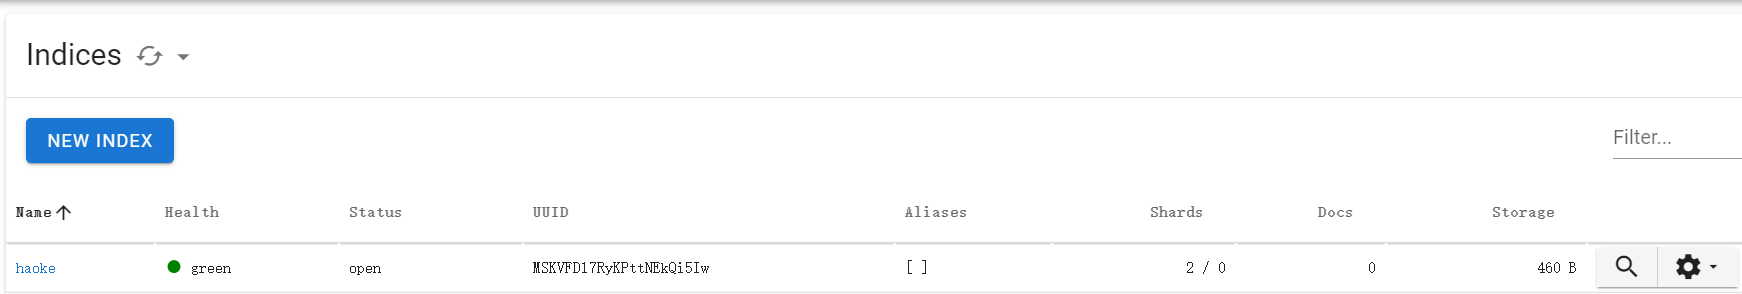 Indices
NEW INDEX
Filter...
Name Health Status UUID Aliases Shards Docs Storage
haoke green open MSKVFD17RyKPttNEkQi5Iw [ ] 2 / 0 0 460 B